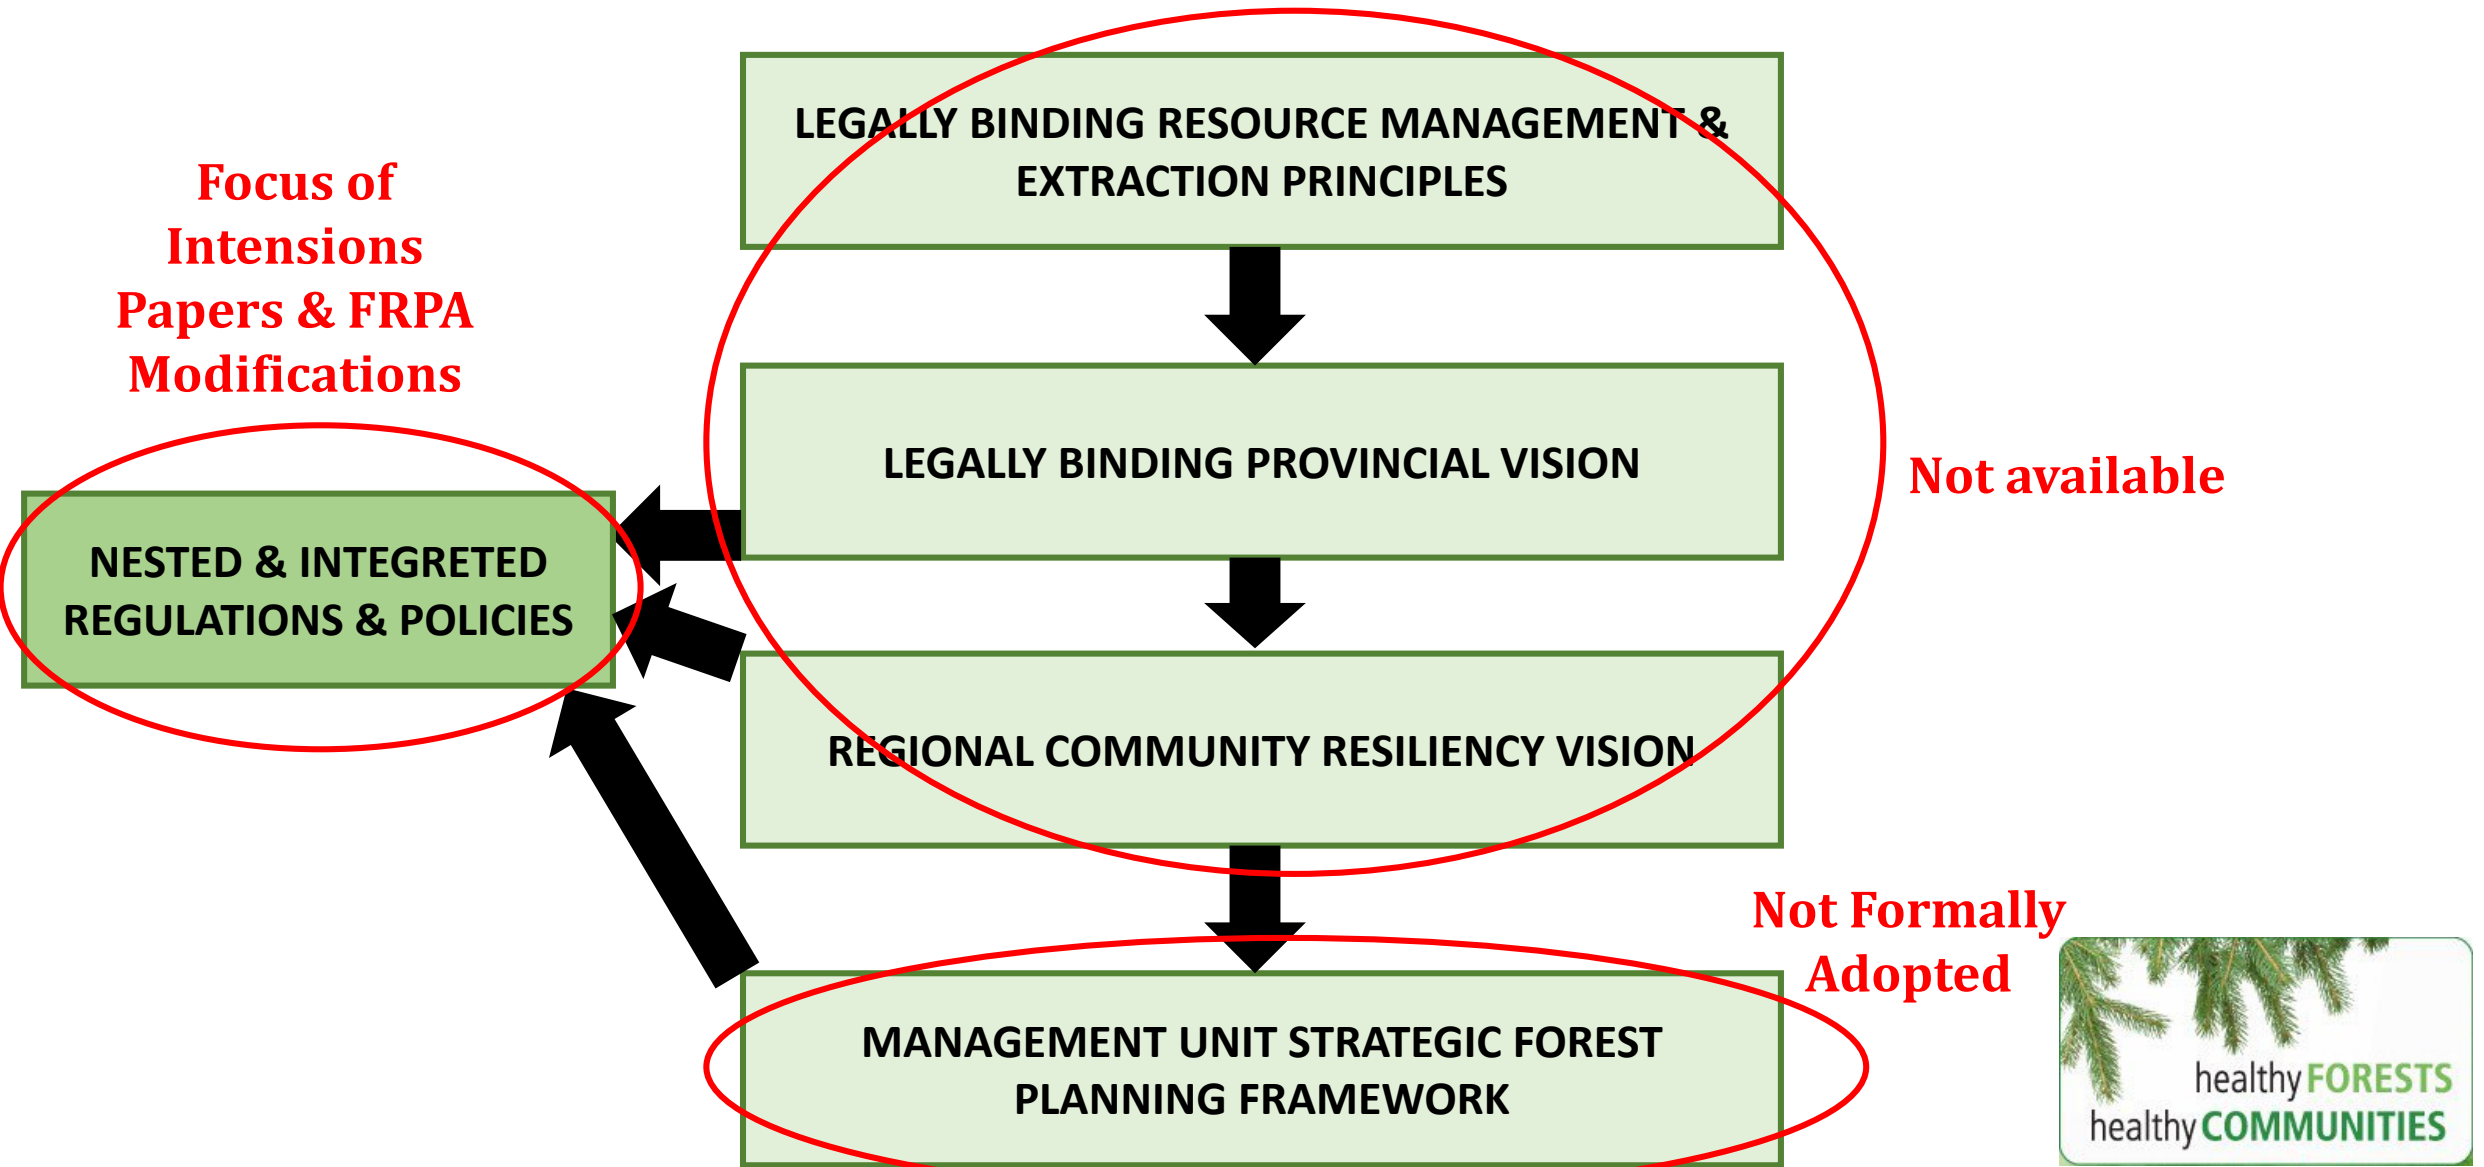 LEGALLY BINDING RESOURCE MANAGEMENT &
EXTRACTION PRINCIPLES
Focus of
Intensions
Papers & FRPA
Modifications
LEGALLY BINDING PROVINCIAL VISION
Not available
NESTED & INTEGRETED
REGULATIONS & POLICIES
REGIONAL COMMUNITY RESILIENCY VISION
Not Formally
Adopted
MANAGEMENT UNIT STRATEGIC FOREST
PLANNING FRAMEWORK
healthy FORESTS
healthy COMMUNITIES